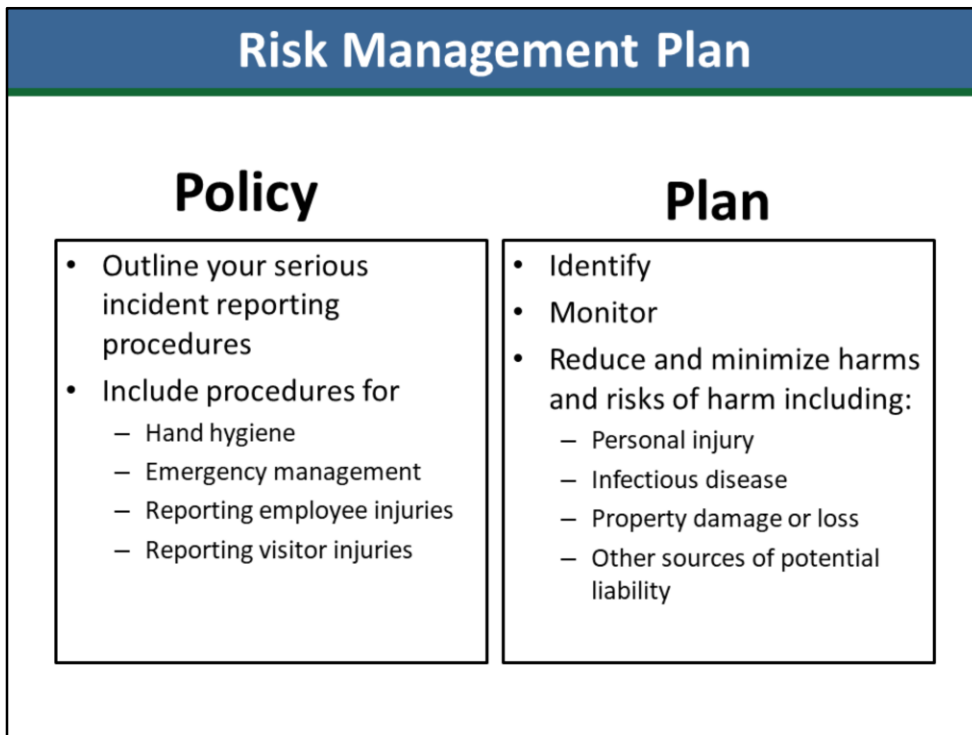 Risk Management Plan
Policy
• Outline your serious
incident reporting
procedures
• Include procedures for
– Hand hygiene
– Emergency management
– Reporting employee injuries
– Reporting visitor injuries
Plan
• Identify
• Monitor
• Reduce and minimize harms
and risks of harm including:
– Personal injury
– Infectious disease
– Property damage or loss
– Other sources of potential
liability